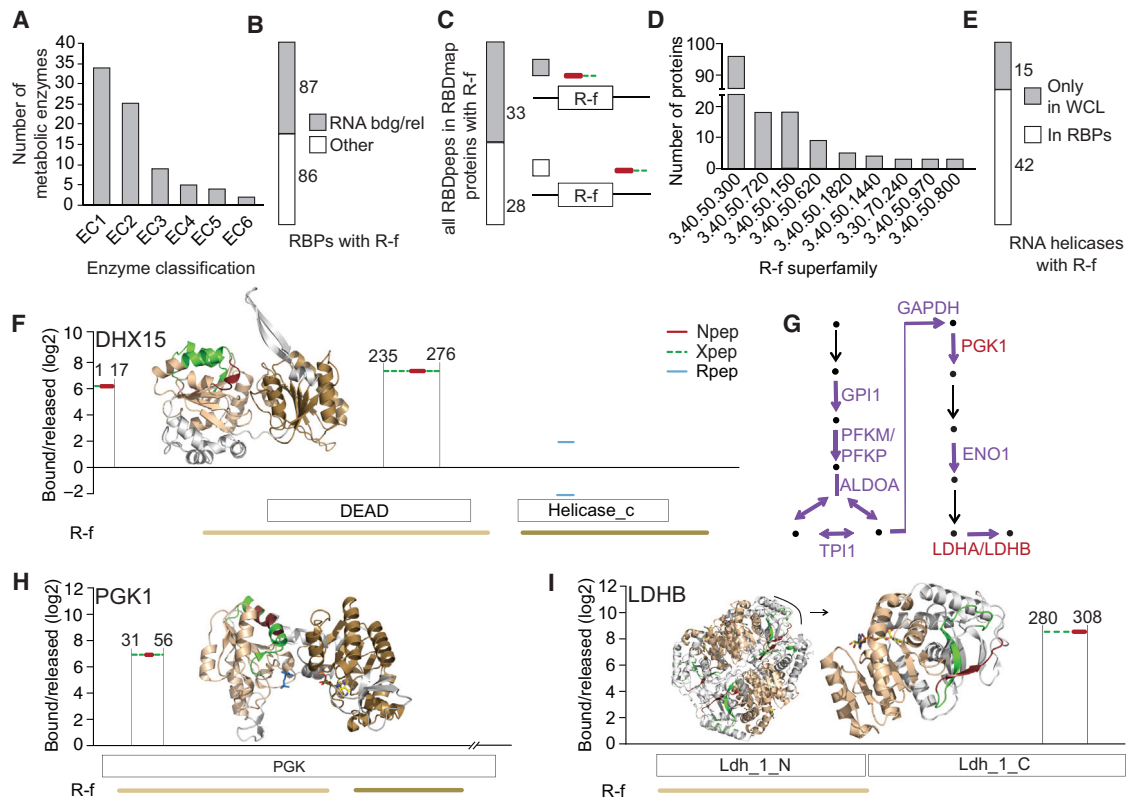 A
Number of
metabolic enzymes
40
35
30
25
20
15
10
5
0
EC1
EC2
EC3
EC4
EC5
EC6
Enzyme classification
B
87
86
RNA bdg/rel
Other
RBPs with R-f
C
all RBDpeps in RBDmap
proteins with R-f
33
28
R-f
R-f
D
Number of proteins
100
90
20
10
0
3.40.50.300
3.40.50.720
3.40.50.150
3.40.50.620
3.40.50.1820
3.40.50.1440
3.30.70.240
3.40.50.970
3.40.50.800
R-f superfamily
E
15
42
Only
in WCL
In RBPs
RNA helicases
with R-f
F
DHX15
Bound/released (log2)
10
8
6
4
2
0
−2
1 17
235
276
Npep
Xpep
Rpep
DEAD
Helicase_c
R-f
G
GPI1
PFKM/
PFKP
ALDOA
TPI1
GAPDH
PGK1
ENO1
LDHA/LDHB
H
PGK1
Bound/released (log2)
12
10
8
6
4
2
0
31
56
PGK
R-f
I
LDHB
Bound/released (log2)
12
10
8
6
4
2
0
280
308
Ldh_1_N
Ldh_1_C
R-f